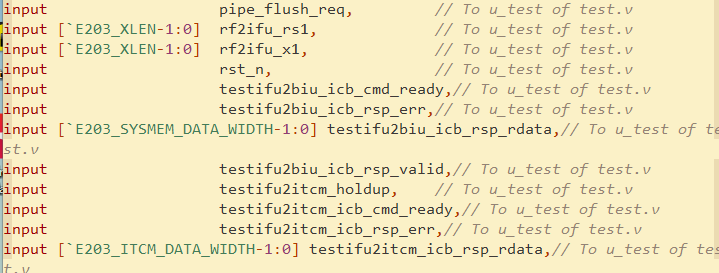 input pipe_flush_req, // To u_test of test.v
input [`E203_XLEN-1:0] rf2ifu_rs1, // To u_test of test.v
input [`E203_XLEN-1:0] rf2ifu_x1, // To u_test of test.v
input rst_n, // To u_test of test.v
input testifu2biu_icb_cmd_ready,// To u_test of test.v
input testifu2biu_icb_rsp_err,// To u_test of test.v
input [`E203_SYSMEM_DATA_WIDTH-1:0] testifu2biu_icb_rsp_rdata,// To u_test of te
st.v
input testifu2biu_icb_rsp_valid,// To u_test of test.v
input testifu2itcm_holdup, // To u_test of test.v
input testifu2itcm_icb_cmd_ready,// To u_test of test.v
input testifu2itcm_icb_rsp_err,// To u_test of test.v
input [`E203_ITCM_DATA_WIDTH-1:0] testifu2itcm_icb_rsp_rdata,// To u_test of tes
t.v